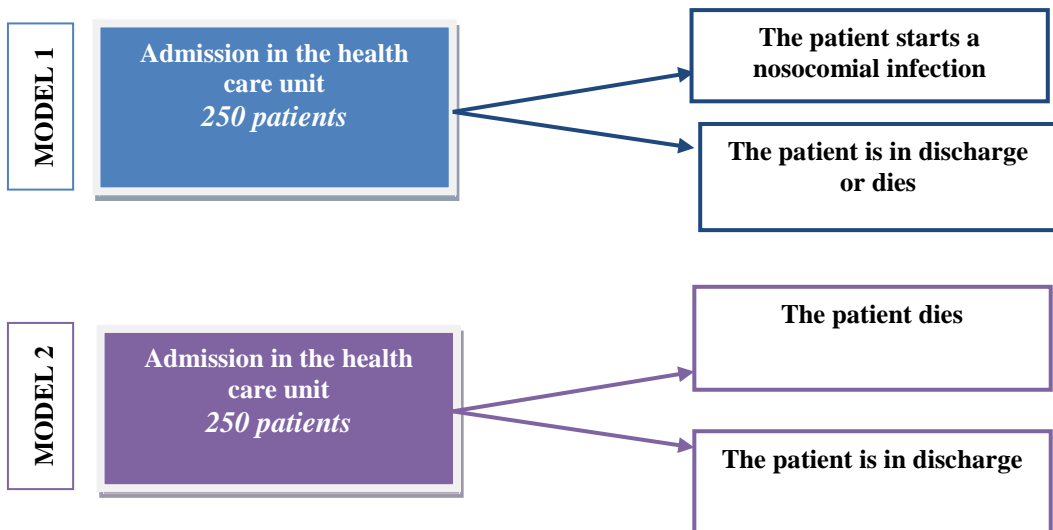 MODEL 1
Admission in the health
care unit
250 patients
The patient starts a
nosocomial infection
The patient is in discharge
or dies
MODEL 2
Admission in the health
care unit
250 patients
The patient dies
The patient is in discharge